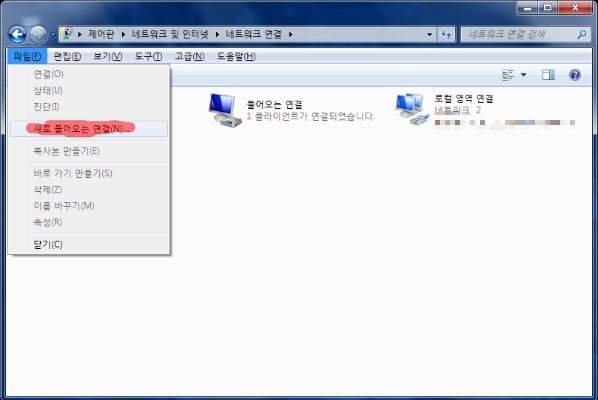 제어판 ▸ 네트워크 및 인터넷 ▸ 네트워크 연결 ▸
네트워크 연결 검색
파일(F) 편집(E) 보기(V) 도구(T) 고급(N) 도움말(H)
연결(O)
상태(U)
진단(I)
새로 들어오는 연결(N)...
복사본 만들기(E)
바로 가기 만들기(S)
삭제(Z)
이름 바꾸기(M)
속성(R)
닫기(C)
들어오는 연결
1 클라이언트가 연결되었습니다.
로컬 영역 연결
네트워크 2